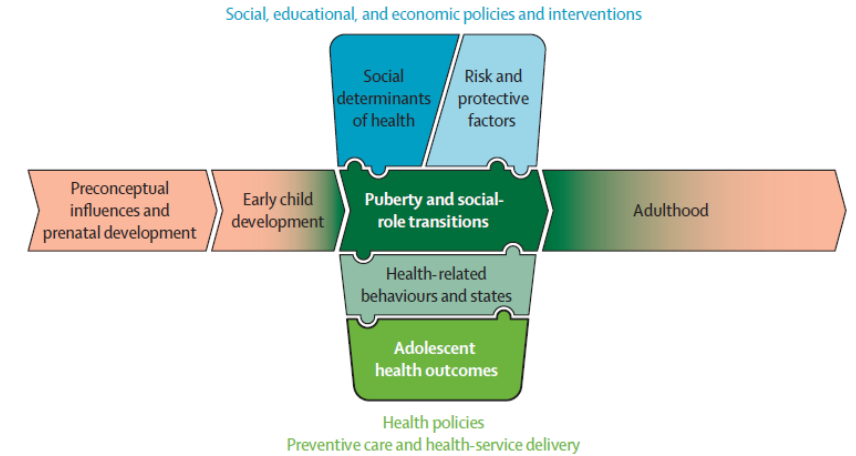 Social, educational, and economic policies and interventions
Social
determinants
of health
Risk and
protective
factors
Preconceptual
influences and
prenatal development
Early child
development
Puberty and social-
role transitions
Adulthood
Health-related
behaviours and states
Adolescent
health outcomes
Health policies
Preventive care and health-service delivery